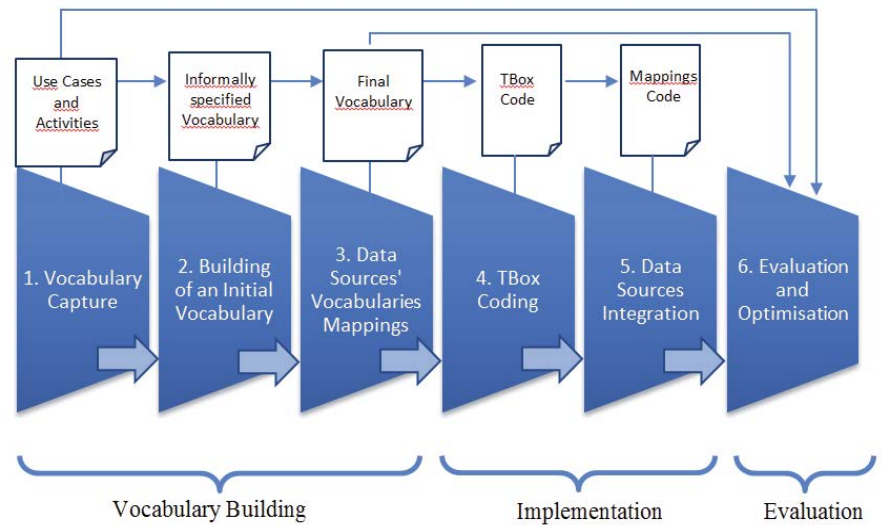 Use Cases
and
Activities
Informally
specified
Vocabulary
Final
Vocabulary
TBox
Code
Mappings
Code
1. Vocabulary
Capture
2. Building
of an Initial
Vocabulary
3. Data
Sources'
Vocabularies
Mappings
4. TBox
Coding
5. Data
Sources
Integration
6. Evaluation
and
Optimisation
Vocabulary Building
Implementation
Evaluation